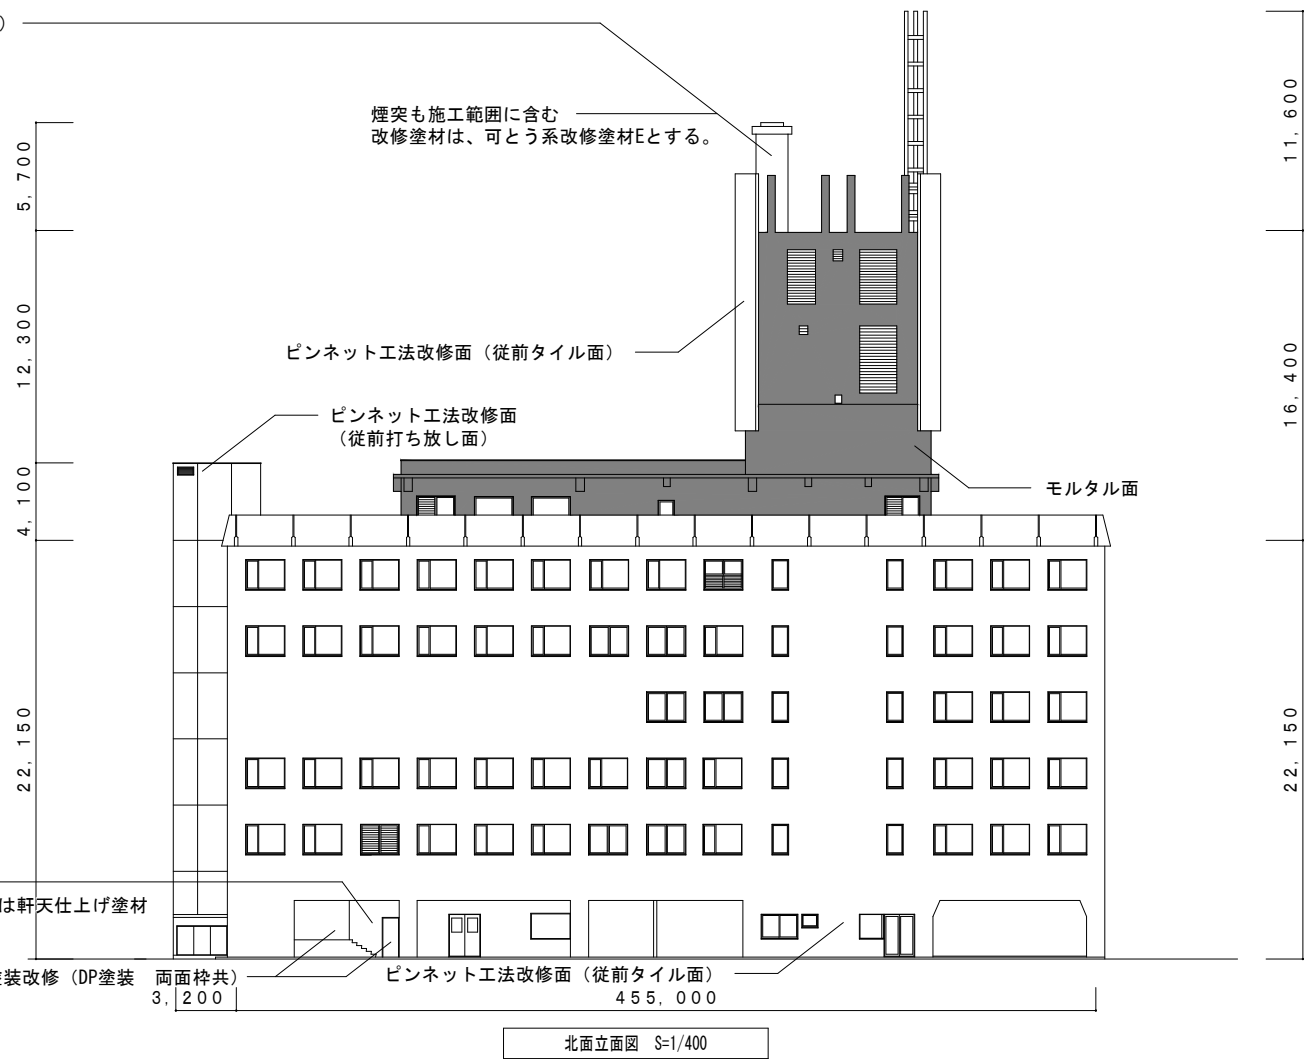 )
煙突も施工範囲に含む
改修塗材は、可とう系改修塗材Eとする。
11,600
5,700
12,300
ピンネット工法改修面（従前タイル面）
16,400
ピンネット工法改修面
（従前打ち放し面）
4,100
モルタル面
22,150
22,150
は軒天仕上げ塗材
装改修（DP塗装　両面枠共）
ピンネット工法改修面（従前タイル面）
3,200
455,000
北面立面図　S=1/400